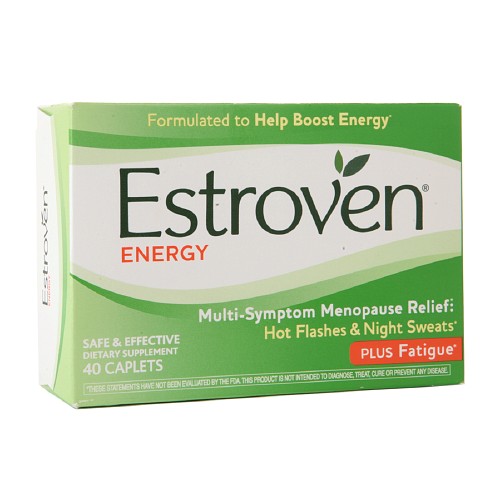 Formulated to Help Boost Energy*
Estroven®
ENERGY
Multi-Symptom Menopause Relief:
Hot Flashes & Night Sweats*
PLUS Fatigue*
SAFE & EFFECTIVE
DIETARY SUPPLEMENT
40 CAPLETS
*THESE STATEMENTS HAVE NOT BEEN EVALUATED BY THE FDA. THIS PRODUCT IS NOT INTENDED TO DIAGNOSE, TREAT, CURE OR PREVENT ANY DISEASE.